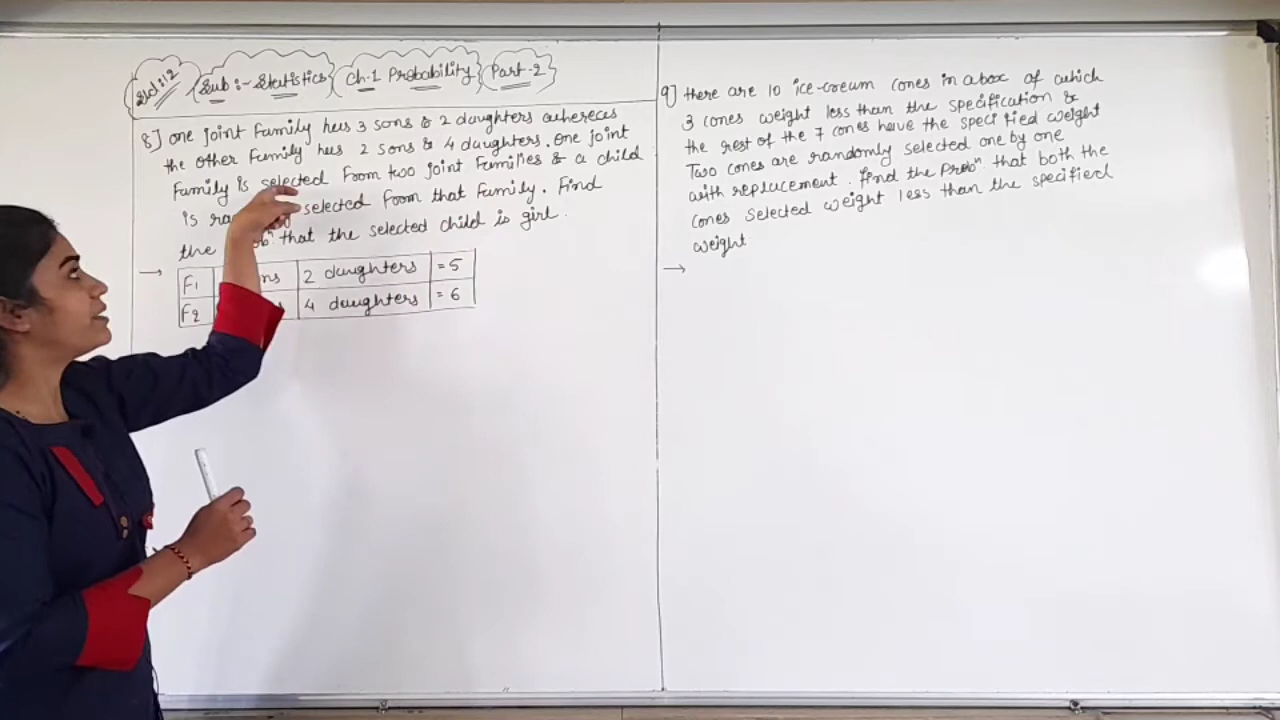 Std:12 Sub:- Statistics Ch-1 Probability Part-2
8] One joint Family hus 3 sons & 2 daughters whereas
the other Family hus 2 sons & 4 daughters. One joint
Family is selected From two joint Families & a child
is selected From that Family. Find
the that the selected child is girl.
→ F1 2 daughters = 5
F2 4 daughters = 6
9] there are 10 ice-cream cones in a box of which
3 cones weight less than the specification &
the rest of the 7 cones have the specified weight
Two cones are randomly selected one by one
with replacement. find the Probⁿ that both the
cones selected weight less than the specified
weight
→